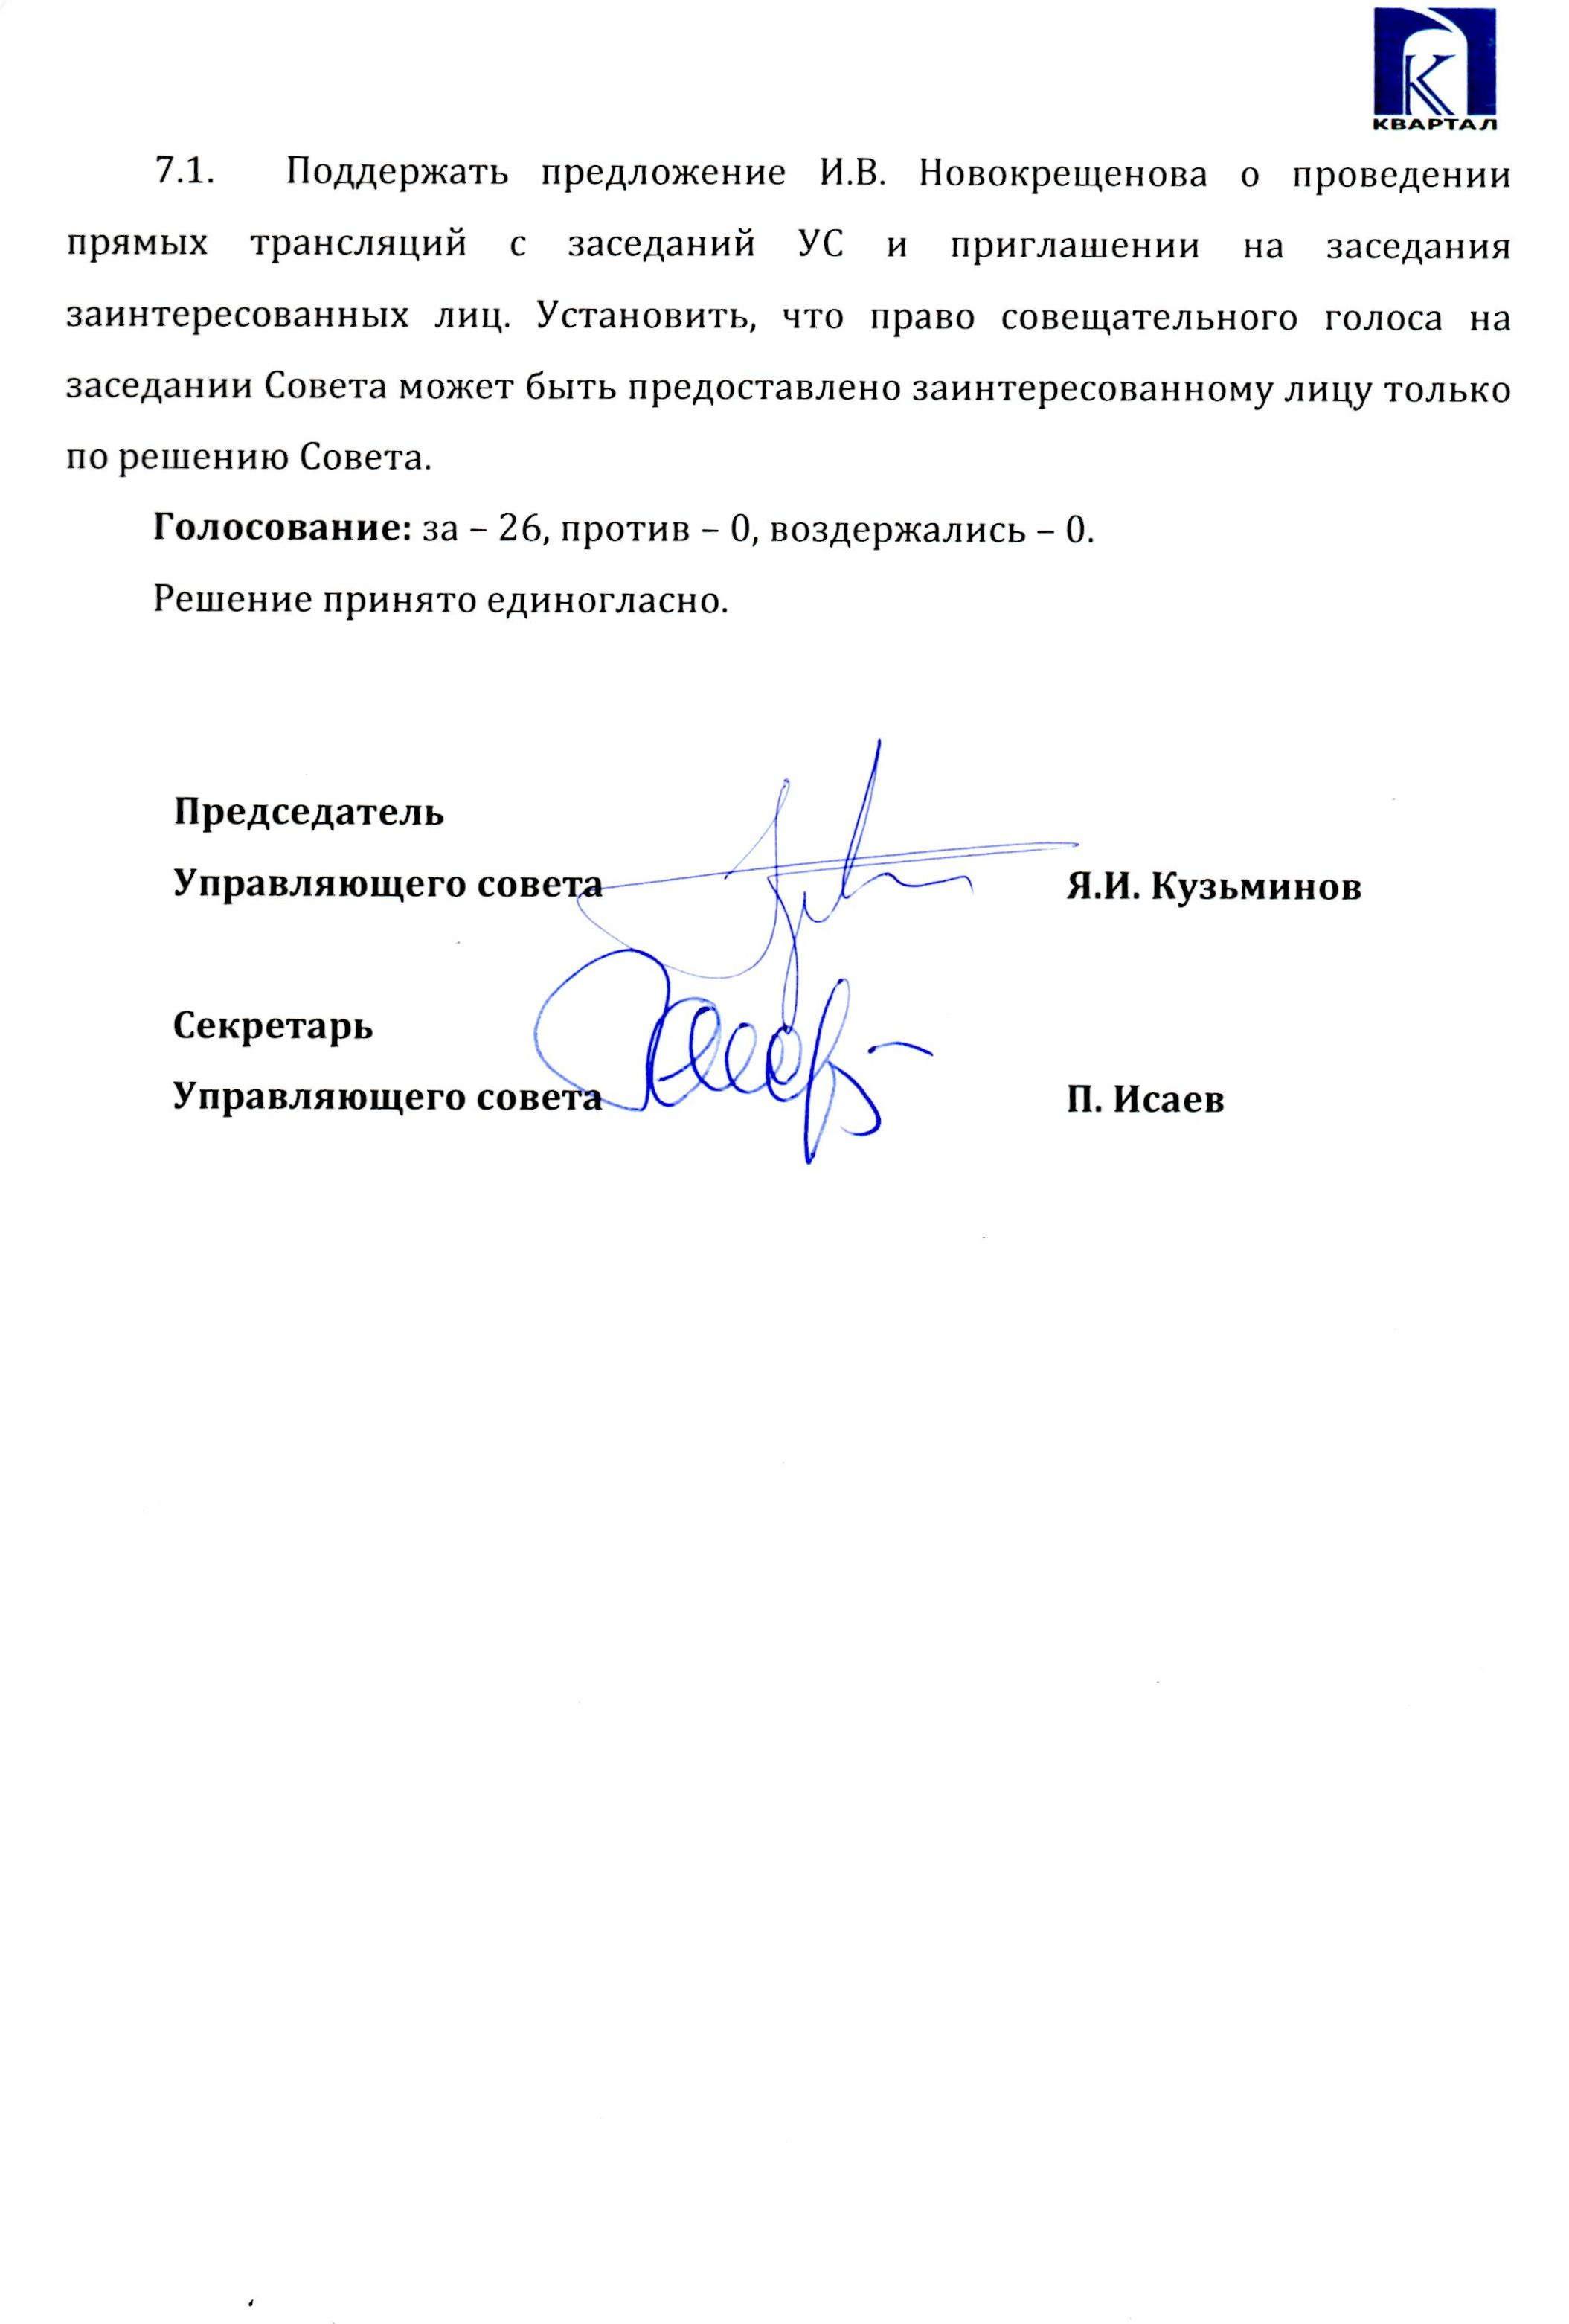 КВАРТАЛ
7.1. Поддержать предложение И.В. Новокрещенова о проведении
прямых трансляций с заседаний УС и приглашении на заседания
заинтересованных лиц. Установить, что право совещательного голоса на
заседании Совета может быть предоставлено заинтересованному лицу только
по решению Совета.
Голосование: за – 26, против – 0, воздержались – 0.
Решение принято единогласно.
Председатель
Управляющего совета Я.И. Кузьминов
Секретарь
Управляющего совета П. Исаев